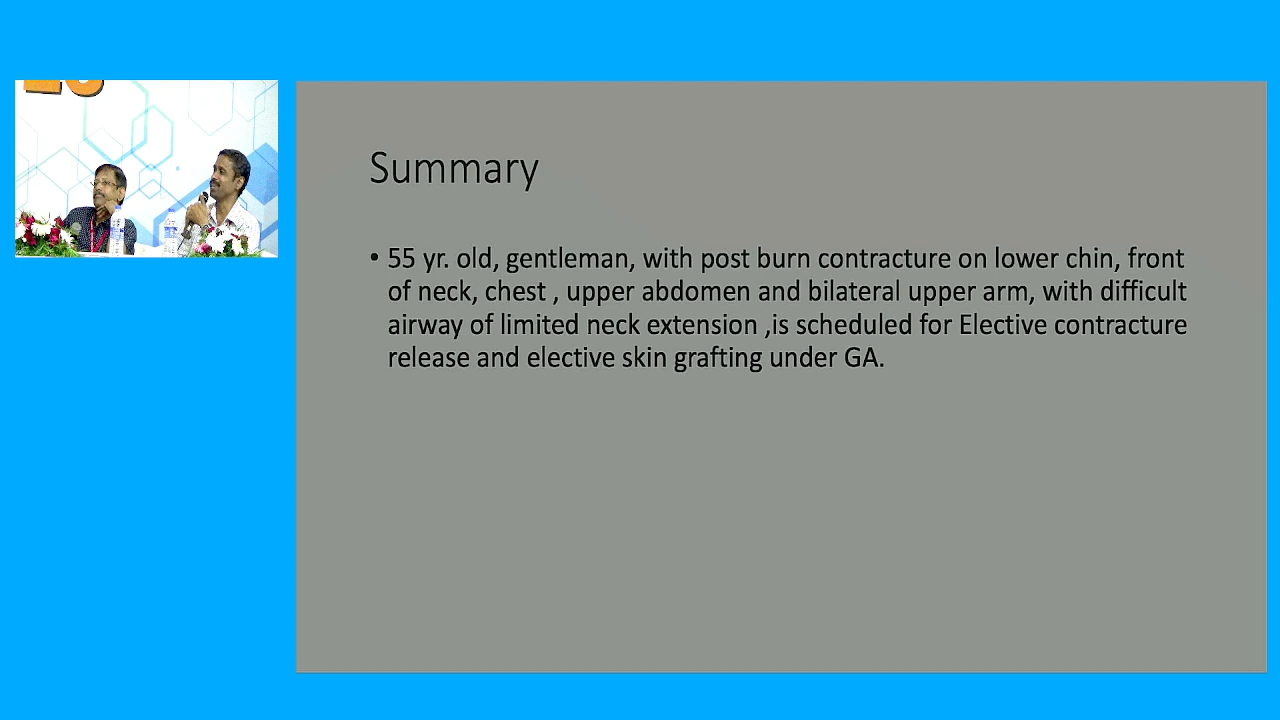 Summary
• 55 yr. old, gentleman, with post burn contracture on lower chin, front
of neck, chest , upper abdomen and bilateral upper arm, with difficult
airway of limited neck extension ,is scheduled for Elective contracture
release and elective skin grafting under GA.